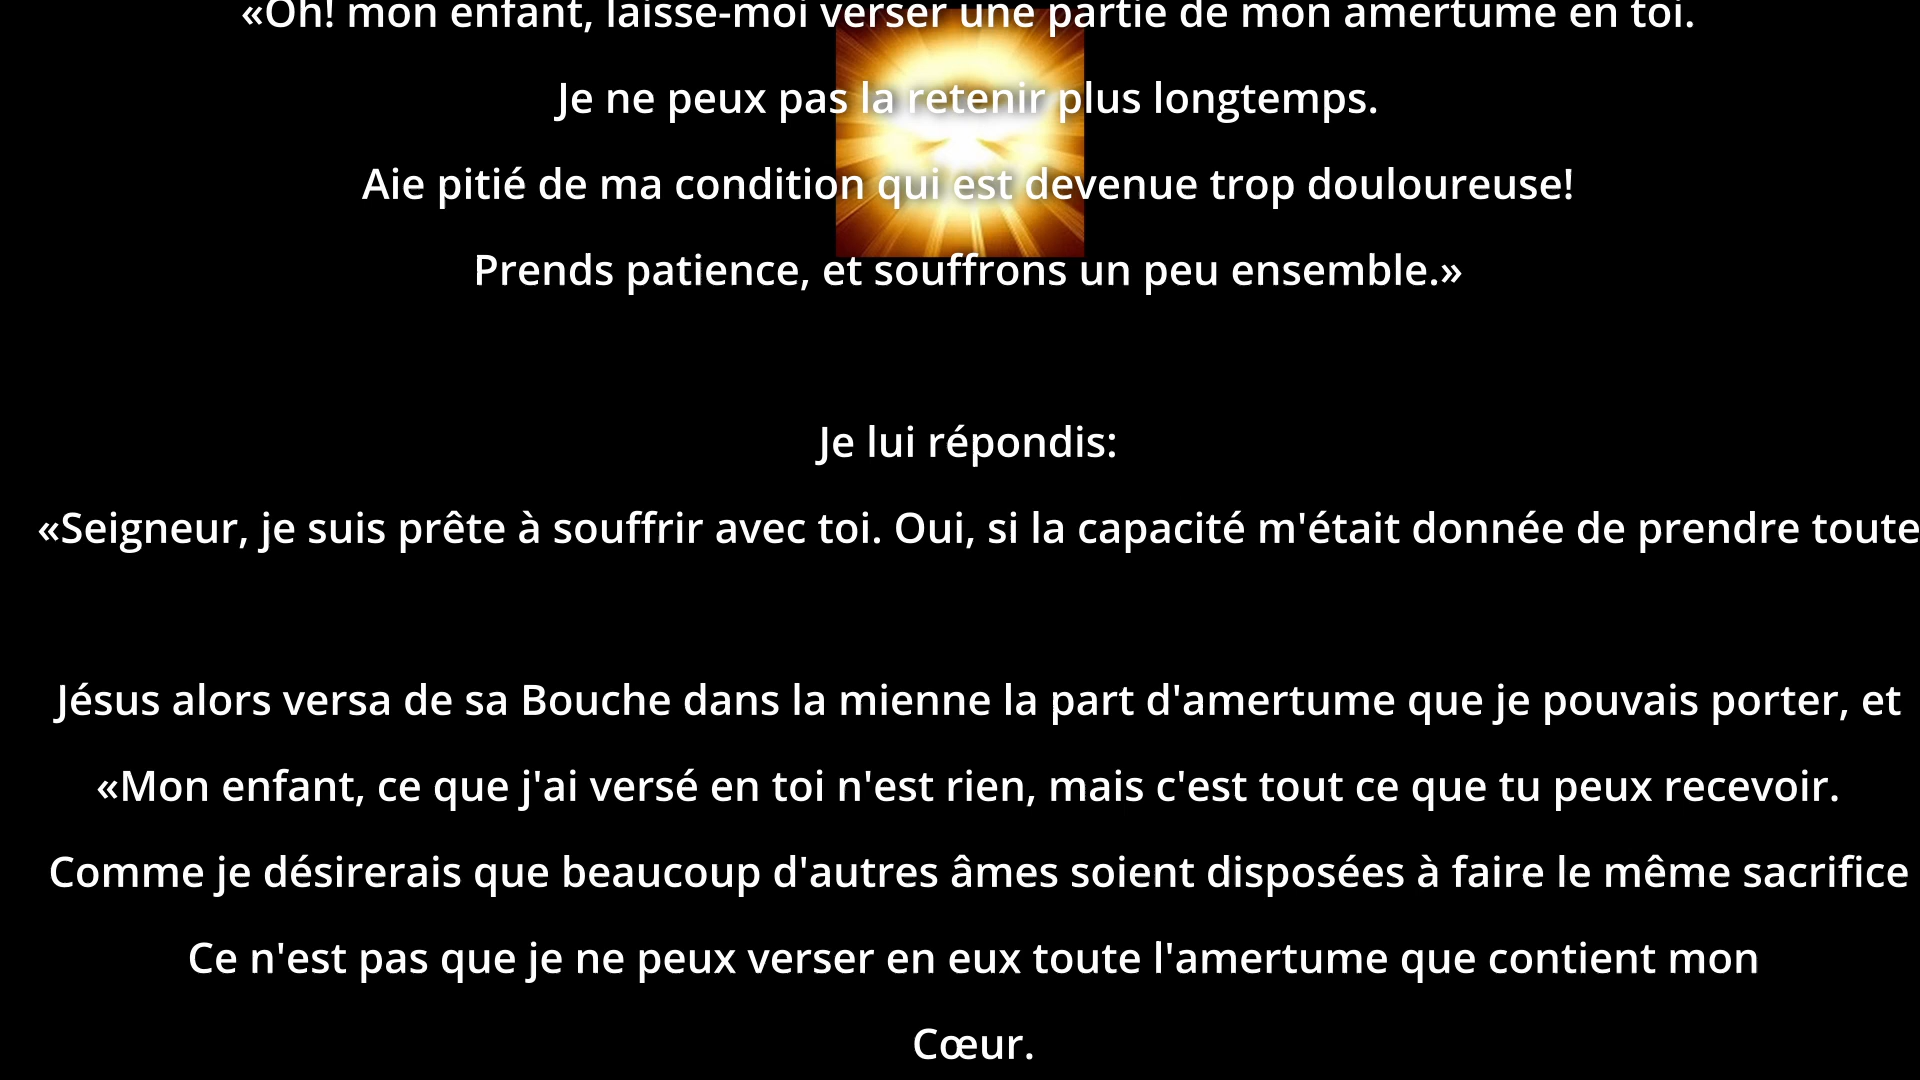 «Oh! mon enfant, laisse-moi verser une partie de mon amertume en toi.
Je ne peux pas la retenir plus longtemps.
Aie pitié de ma condition qui est devenue trop douloureuse!
Prends patience, et souffrons un peu ensemble.»
Je lui répondis:
«Seigneur, je suis prête à souffrir avec toi. Oui, si la capacité m'était donnée de prendre toute
Jésus alors versa de sa Bouche dans la mienne la part d'amertume que je pouvais porter, et
«Mon enfant, ce que j'ai versé en toi n'est rien, mais c'est tout ce que tu peux recevoir.
Comme je désirerais que beaucoup d'autres âmes soient disposées à faire le même sacrifice
Ce n'est pas que je ne peux verser en eux toute l'amertume que contient mon
Cœur.